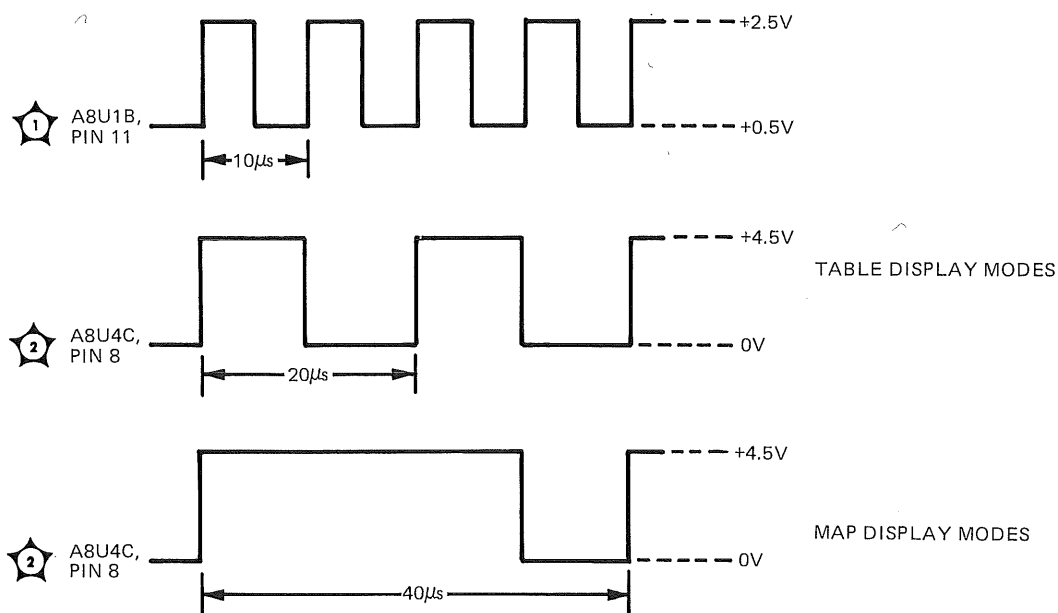 +2.5V
1
A8U1B,
PIN 11
+0.5V
10μs
+4.5V
TABLE DISPLAY MODES
2
A8U4C,
PIN 8
0V
20μs
+4.5V
MAP DISPLAY MODES
2
A8U4C,
PIN 8
0V
40μs